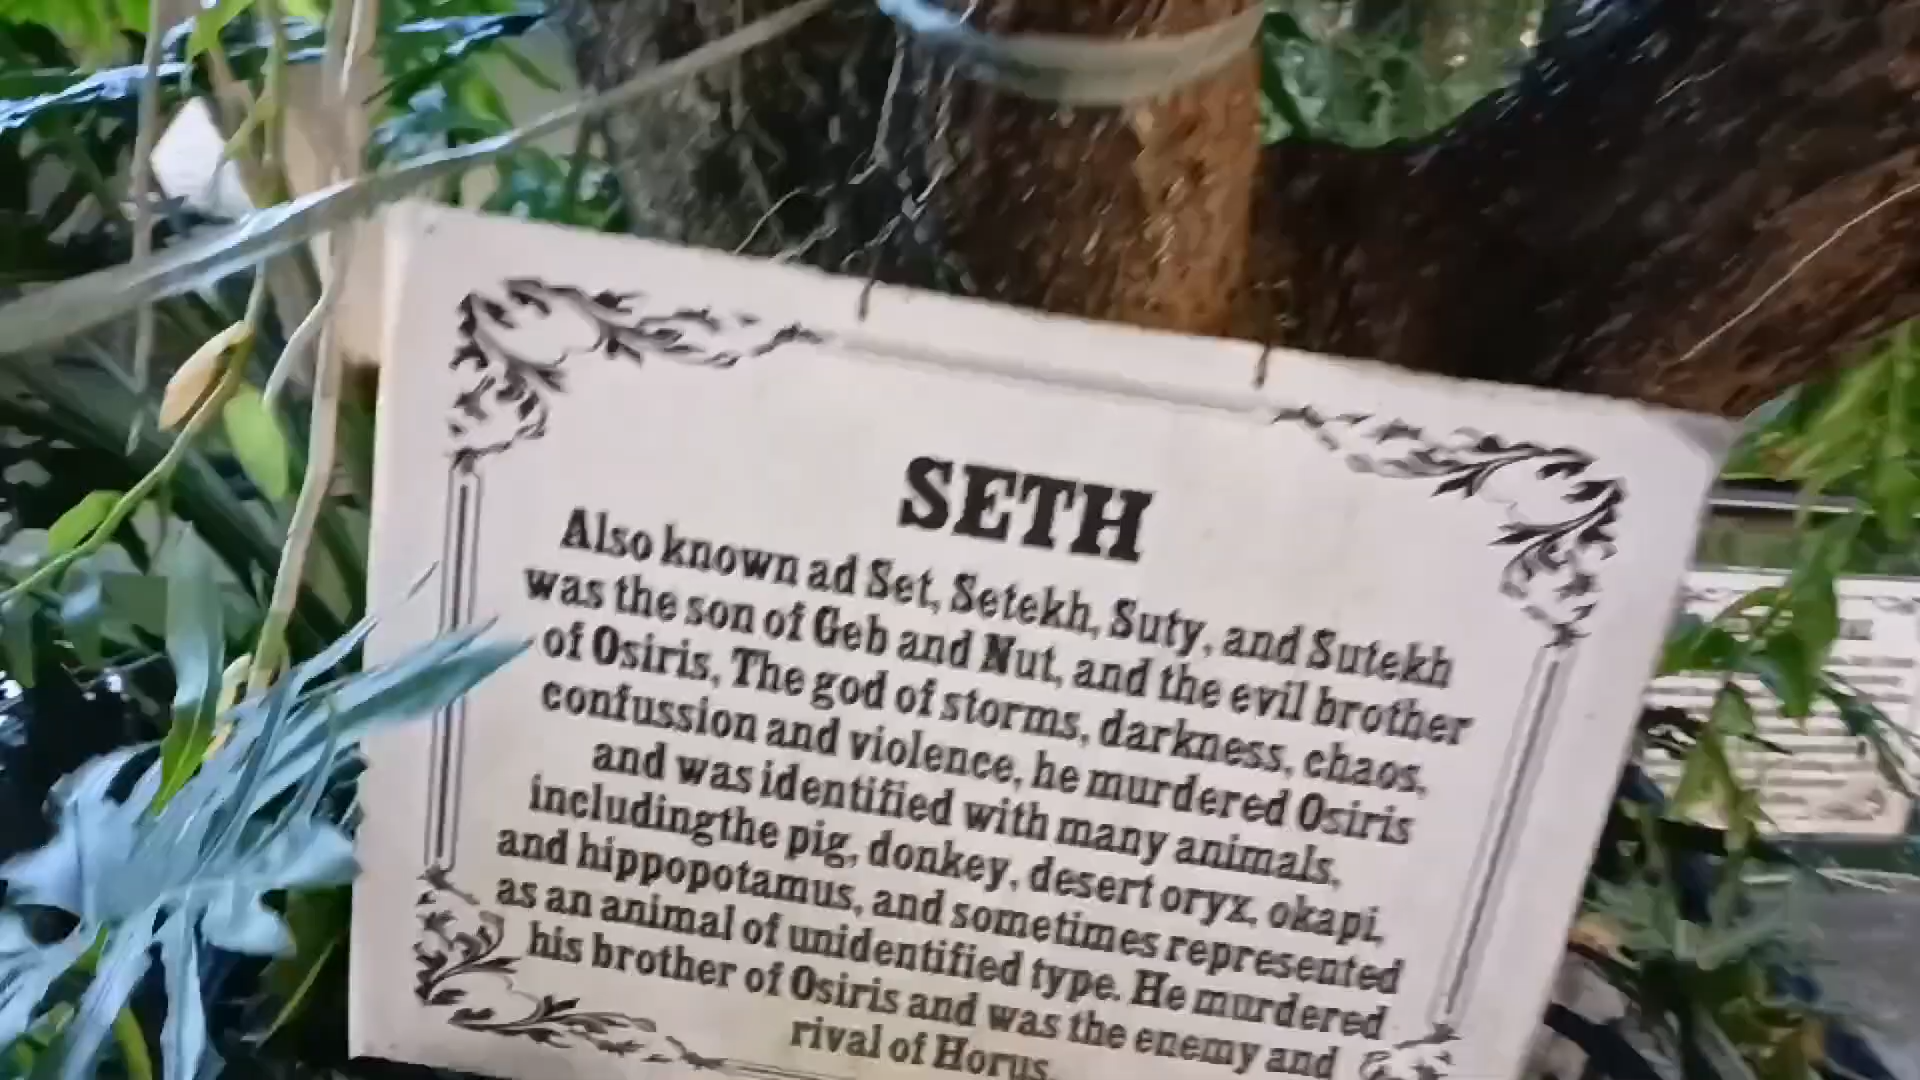 SETH
Also known ad Set, Setekh, Suty, and Sutekh
was the son of Geb and Nut, and the evil brother
of Osiris, The god of storms, darkness, chaos,
confussion and violence, he murdered Osiris
and was identified with many animals,
includingthe pig, donkey, desert oryx, okapi,
and hippopotamus, and sometimes represented
as an animal of unidentified type. He murdered
his brother of Osiris and was the enemy and
rival of Horus.